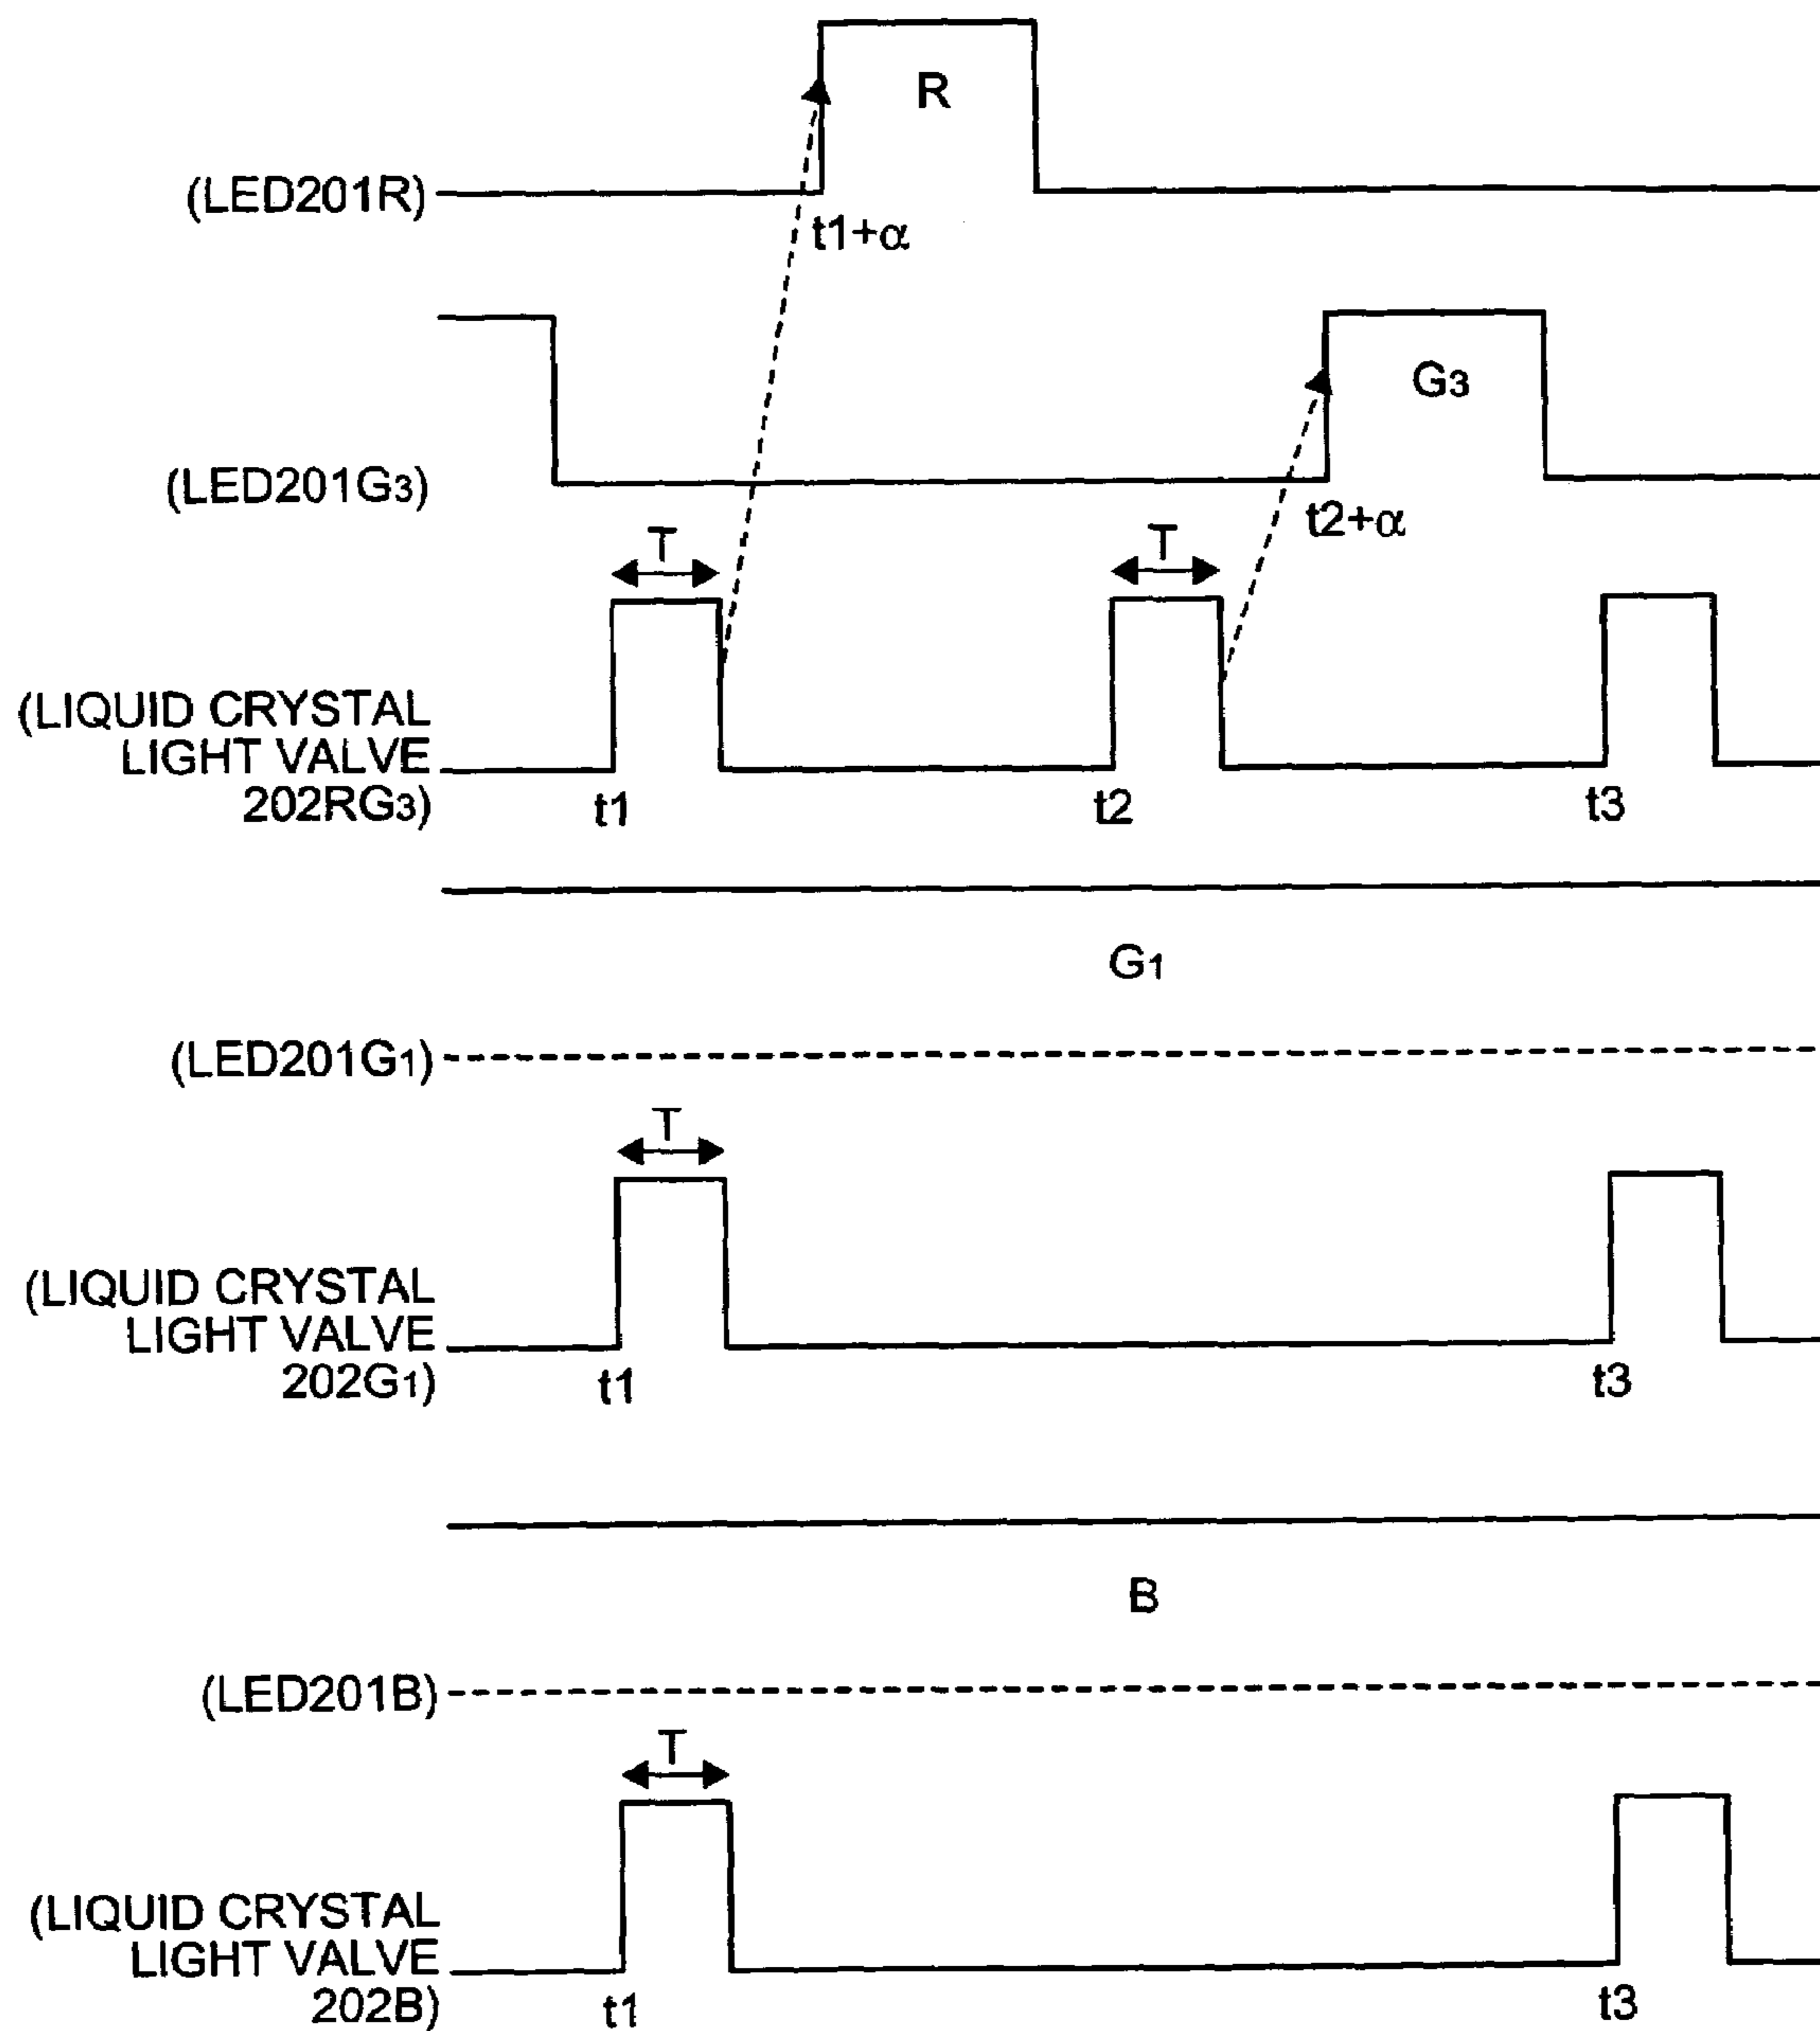 R
(LED201R)
t1+α
G3
(LED201G3)
t2+α
T
T
(LIQUID CRYSTAL
LIGHT VALVE
202RG3)
t1
t2
t3
G1
(LED201G1)
T
(LIQUID CRYSTAL
LIGHT VALVE
202G1)
t1
t3
B
(LED201B)
T
(LIQUID CRYSTAL
LIGHT VALVE
202B)
t1
t3